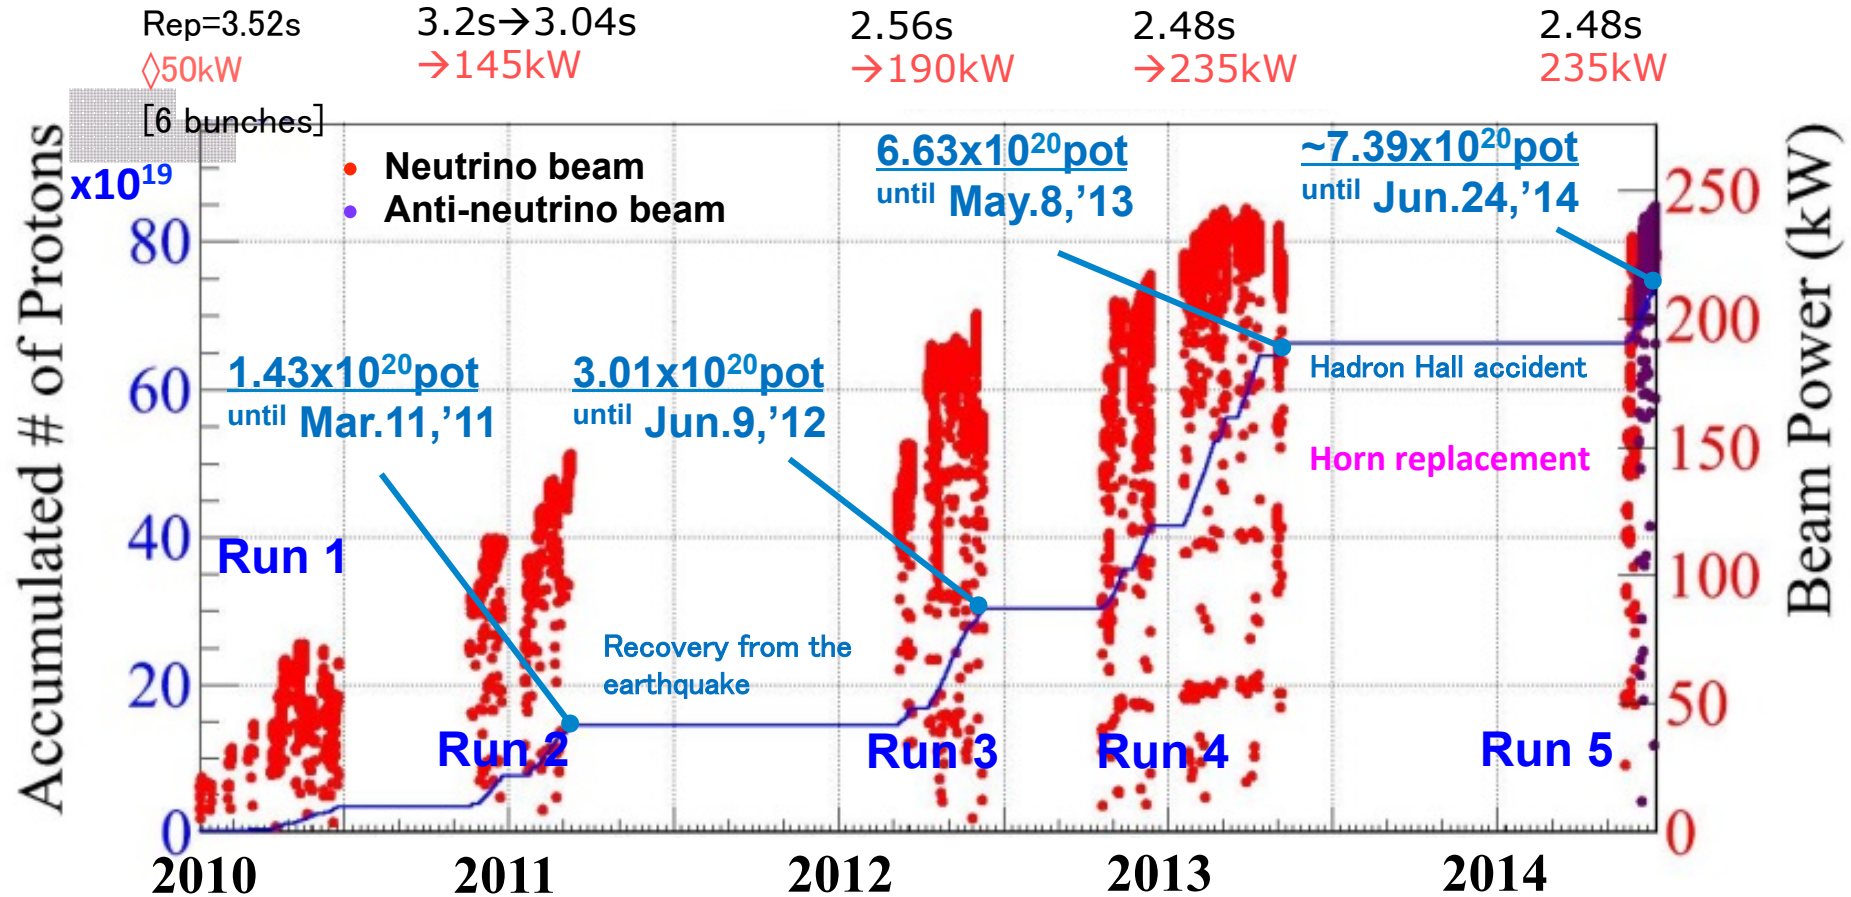 Rep=3.52s
3.2s→3.04s
2.56s
2.48s
2.48s
◊50kW
→145kW
→190kW
→235kW
235kW
[6 bunches]
x10¹⁹
Accumulated # of Protons
Beam Power (kW)
Neutrino beam
Anti-neutrino beam
6.63x10²⁰pot
until May.8,’13
~7.39x10²⁰pot
until Jun.24,’14
1.43x10²⁰pot
until Mar.11,’11
3.01x10²⁰pot
until Jun.9,’12
Hadron Hall accident
Horn replacement
Recovery from the
earthquake
Run 1
Run 2
Run 3
Run 4
Run 5
80
60
40
20
0
250
200
150
100
50
0
2010
2011
2012
2013
2014